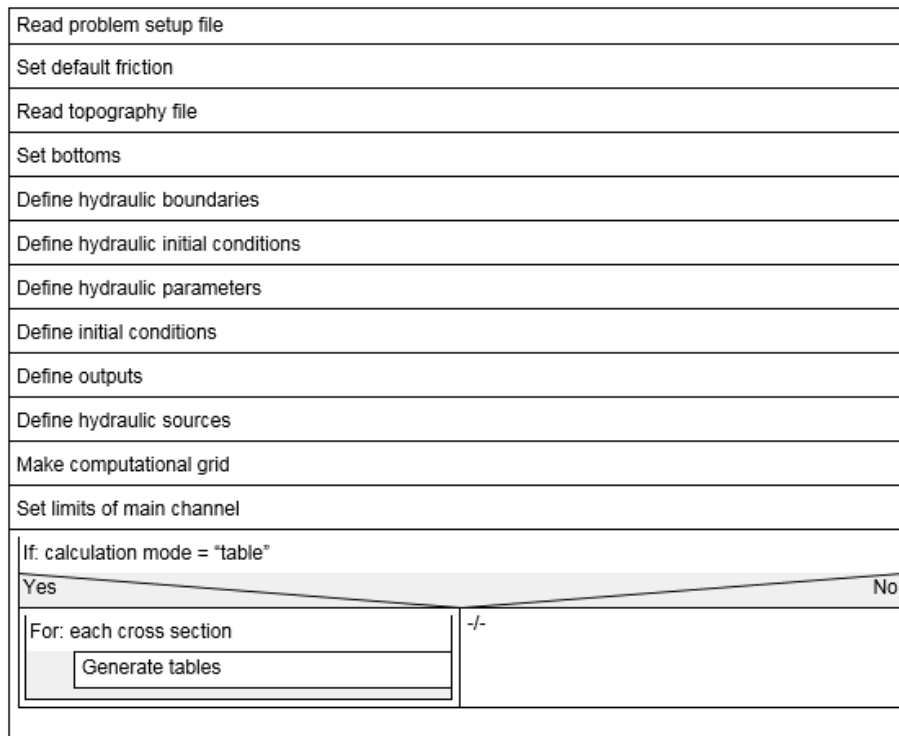 Read problem setup file
Set default friction
Read topography file
Set bottoms
Define hydraulic boundaries
Define hydraulic initial conditions
Define hydraulic parameters
Define initial conditions
Define outputs
Define hydraulic sources
Make computational grid
Set limits of main channel
If: calculation mode = “table”
Yes No
For: each cross section -/-
Generate tables